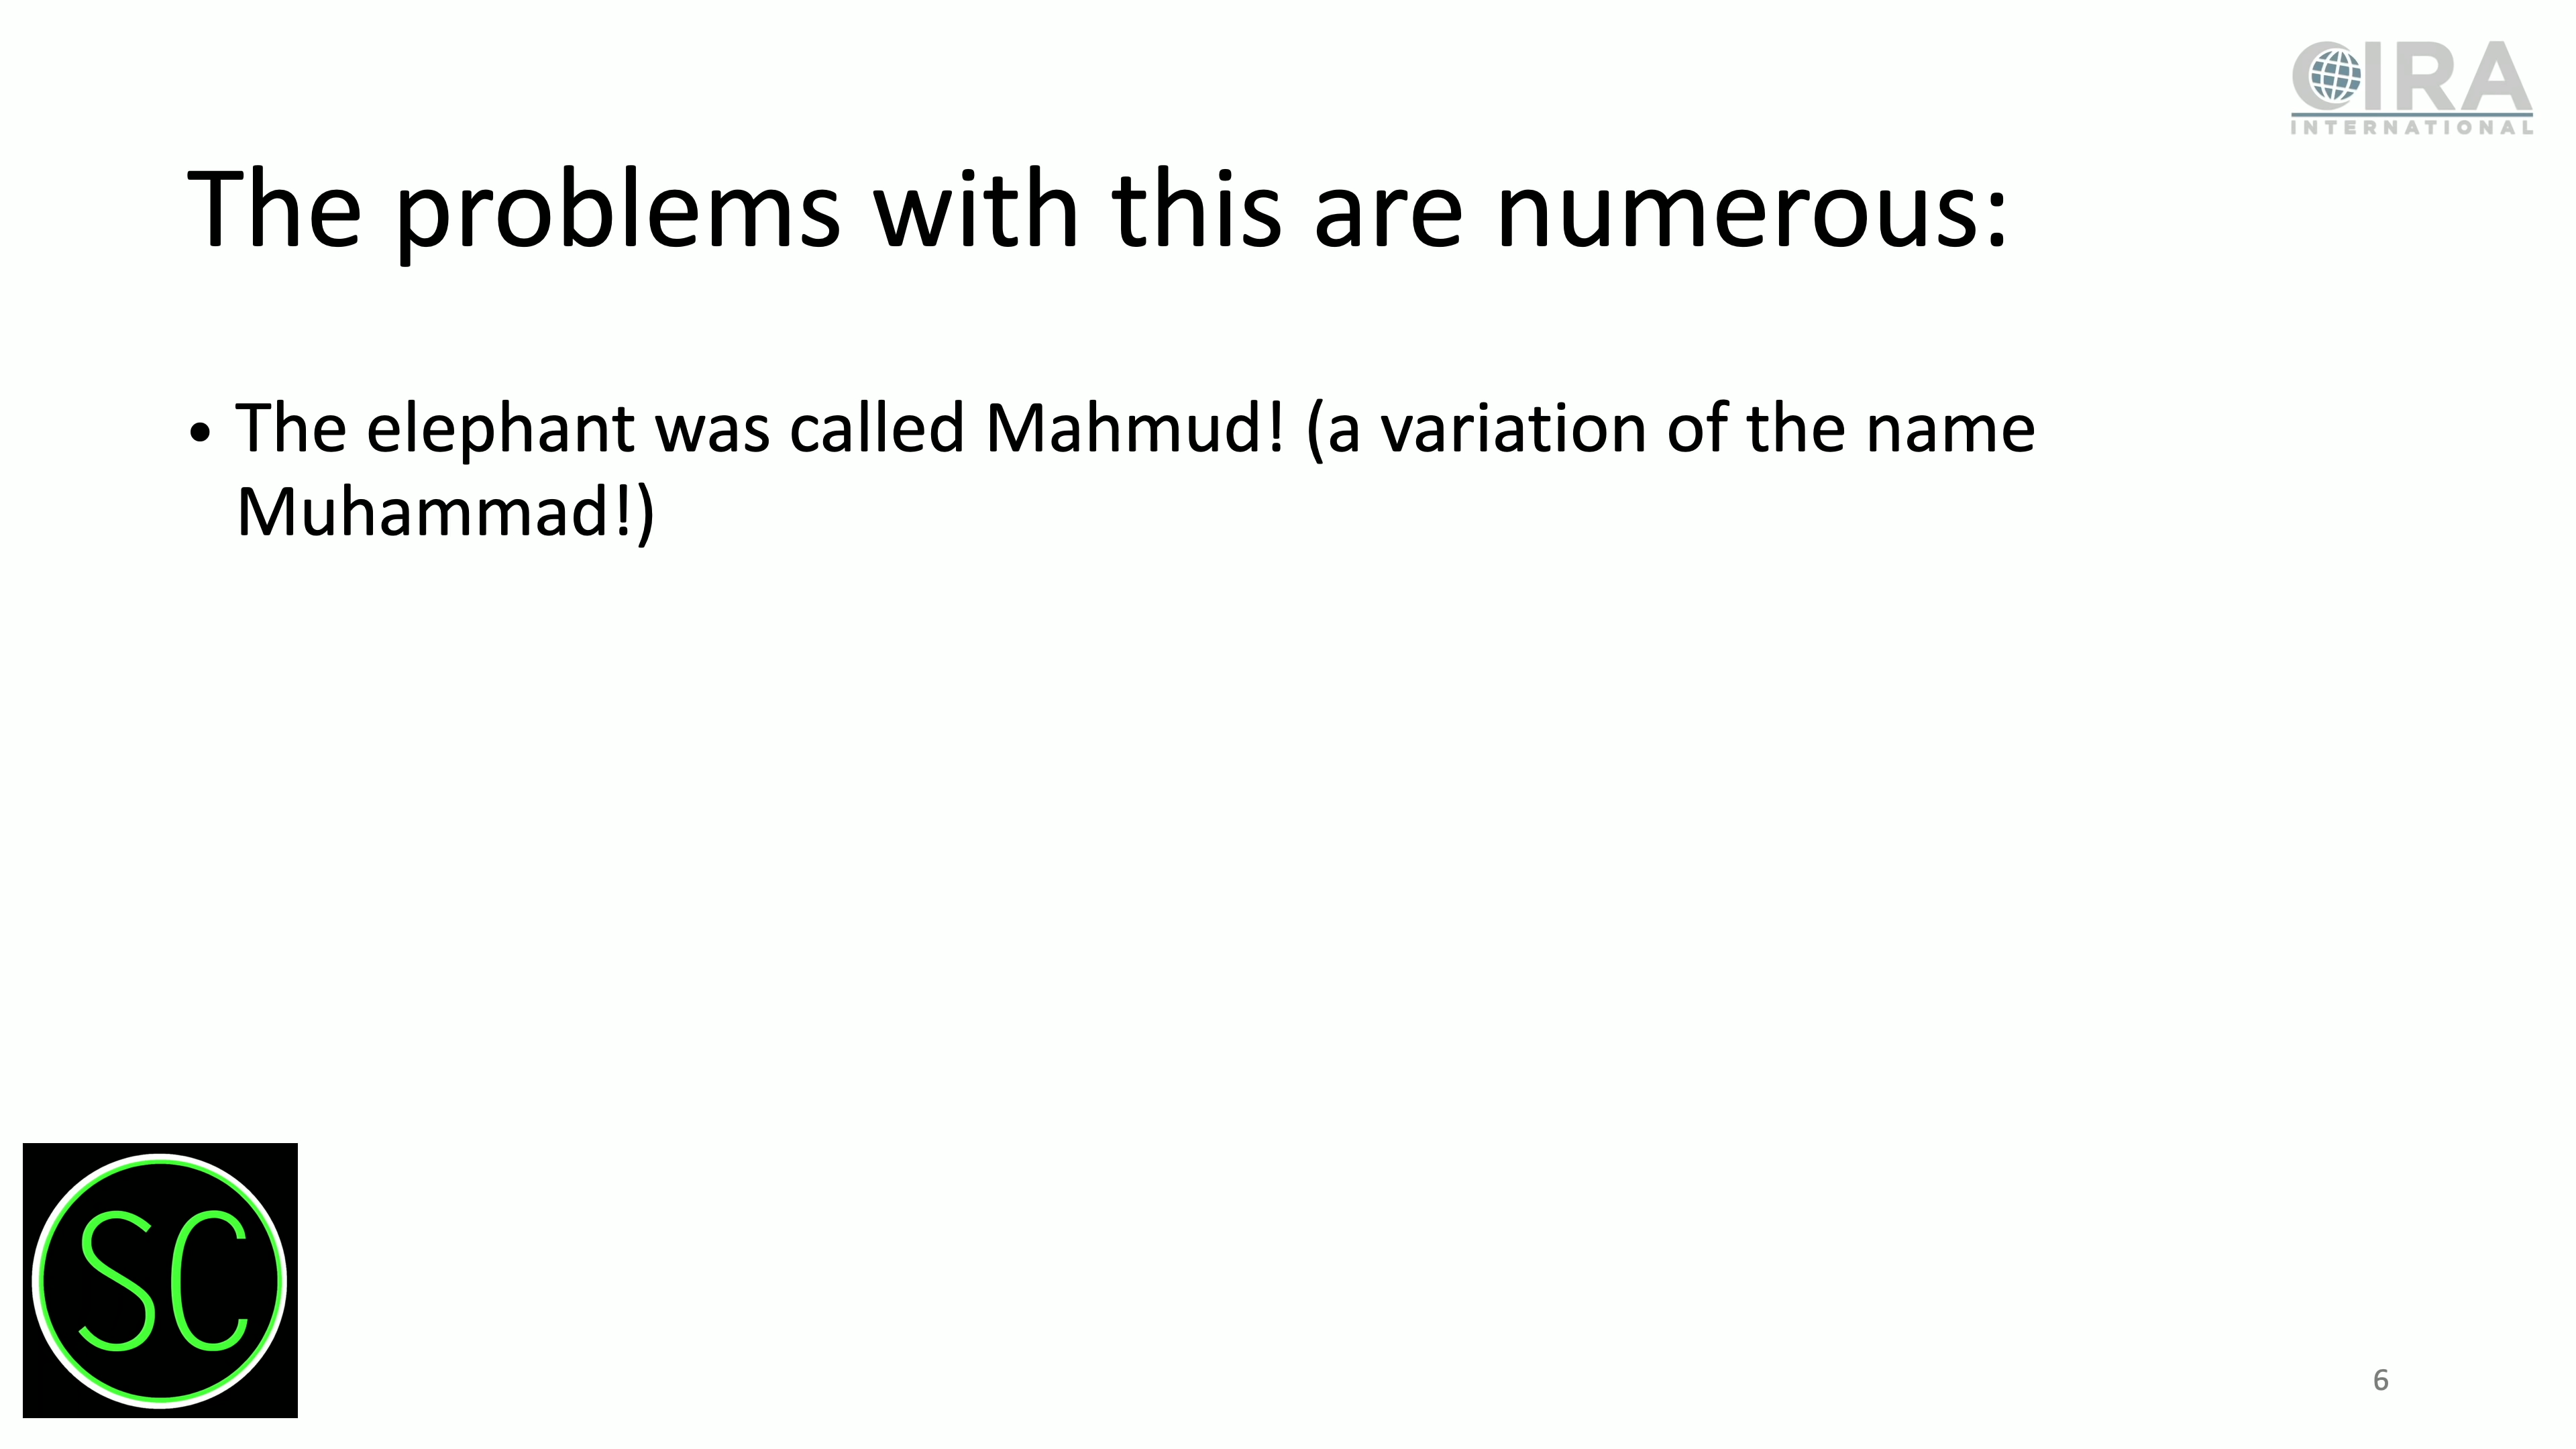 CIRA
INTERNATIONAL
The problems with this are numerous:
• The elephant was called Mahmud! (a variation of the name
Muhammad!)
SC
6